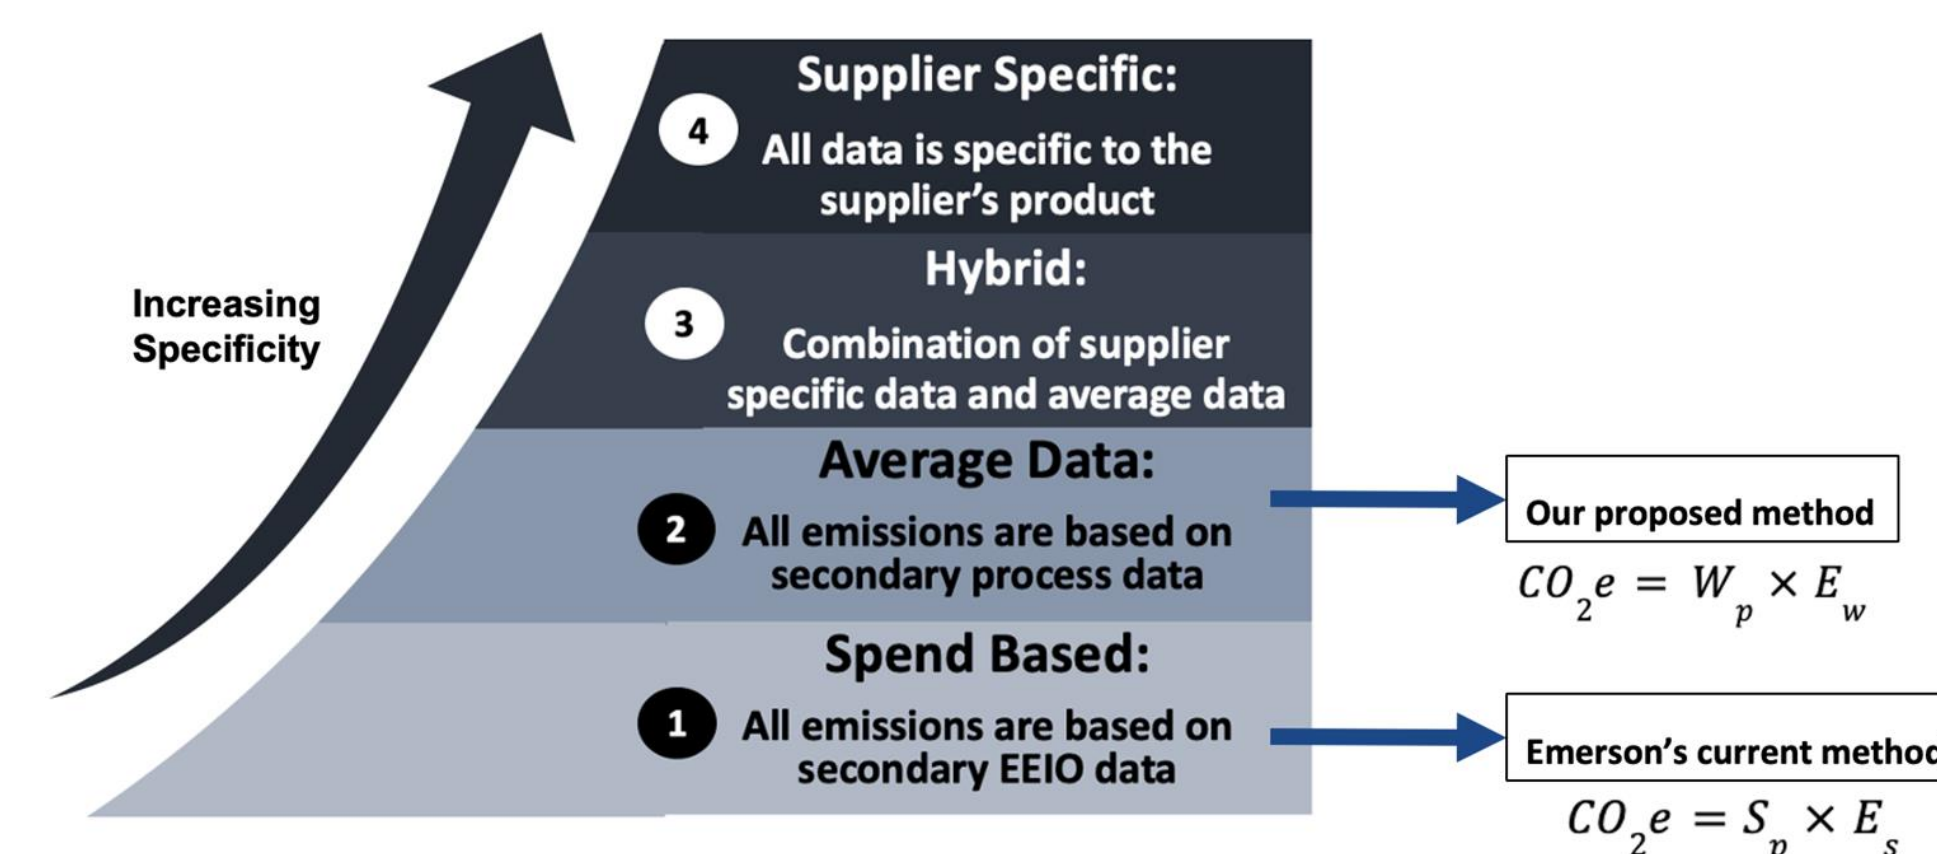 Supplier Specific:
4
All data is specific to the
supplier's product
Hybrid:
3
Combination of supplier
specific data and average data
Increasing
Specificity
Average Data:
2
All emissions are based on
secondary process data
Our proposed method
CO₂e = Wₚ × E_w
Spend Based:
1
All emissions are based on
secondary EEIO data
Emerson's current method
CO₂e = Sₚ × Eₛ